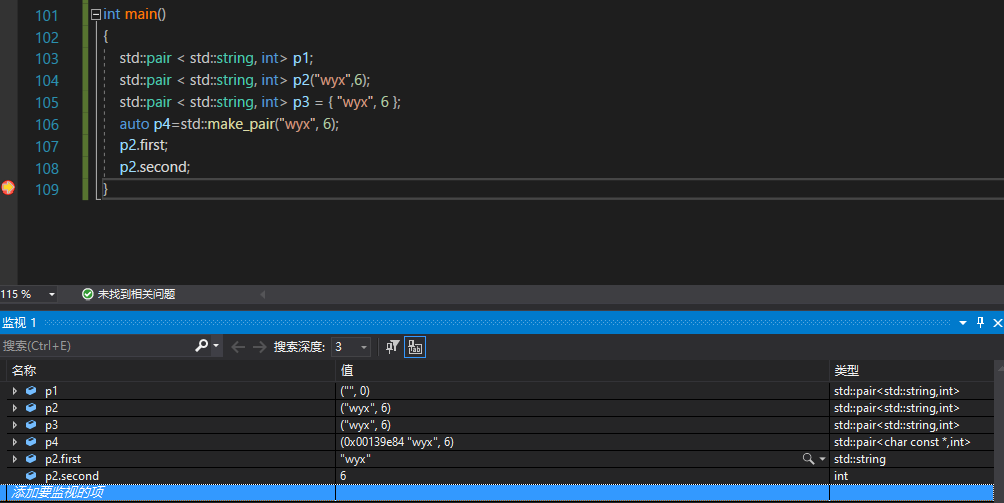 101 int main()
102 {
103 std::pair < std::string, int> p1;
104 std::pair < std::string, int> p2("wyx",6);
105 std::pair < std::string, int> p3 = { "wyx", 6 };
106 auto p4=std::make_pair("wyx", 6);
107 p2.first;
108 p2.second;
109 }
115 % 未找到相关问题
监视 1
搜索(Ctrl+E) 搜索深度: 3
名称 值 类型
p1 ("", 0) std::pair<std::string,int>
p2 ("wyx", 6) std::pair<std::string,int>
p3 ("wyx", 6) std::pair<std::string,int>
p4 (0x00139e84 "wyx", 6) std::pair<char const *,int>
p2.first "wyx" std::string
p2.second 6 int
添加要监视的项